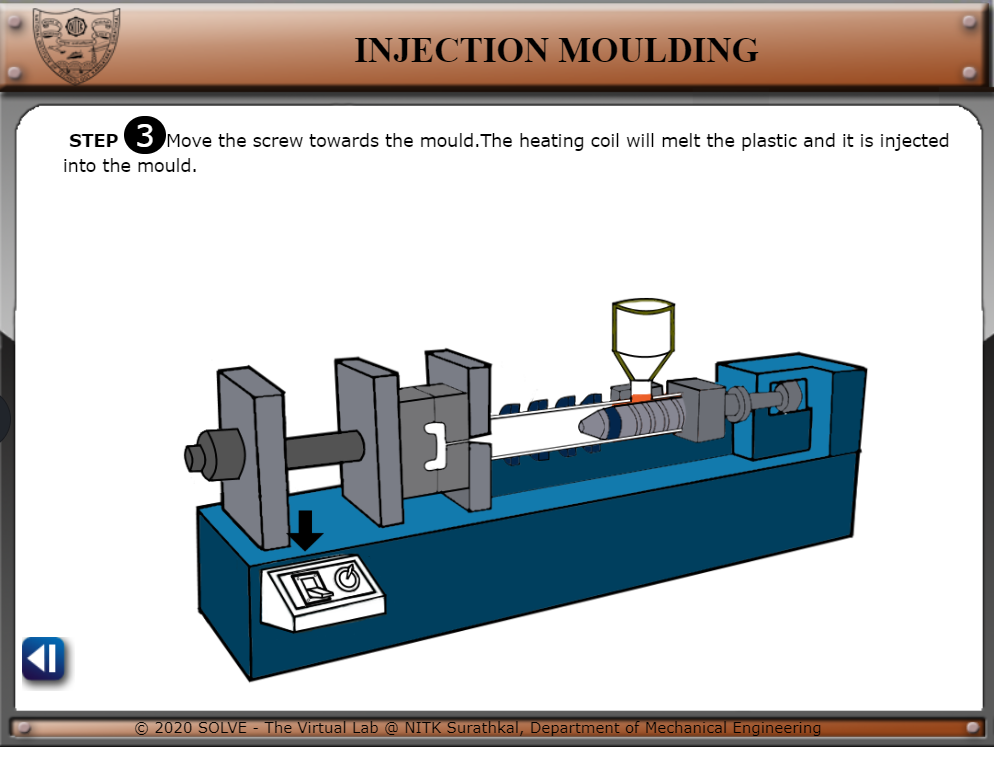 INJECTION MOULDING
STEP 3 Move the screw towards the mould.The heating coil will melt the plastic and it is injected
into the mould.
© 2020 SOLVE - The Virtual Lab @ NITK Surathkal, Department of Mechanical Engineering